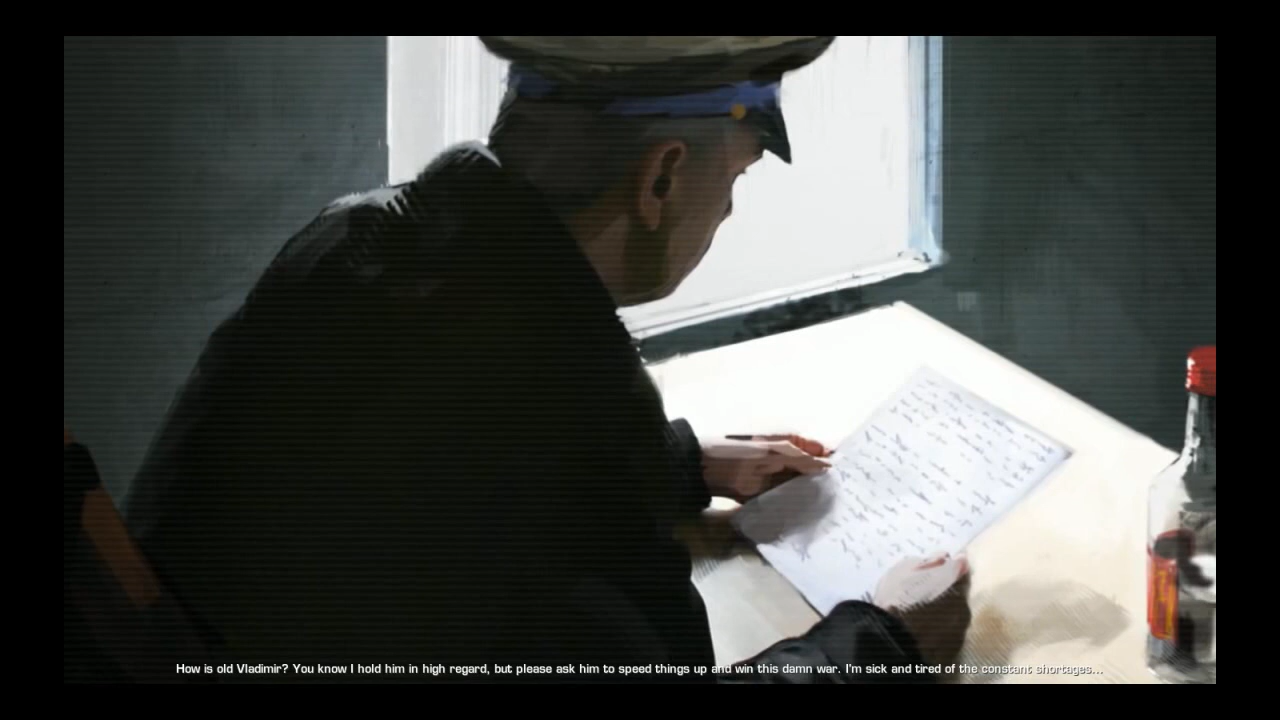 How is old Vladimir? You know I hold him in high regard, but please ask him to speed things up and win this damn war. I'm sick and tired of the constant shortages...